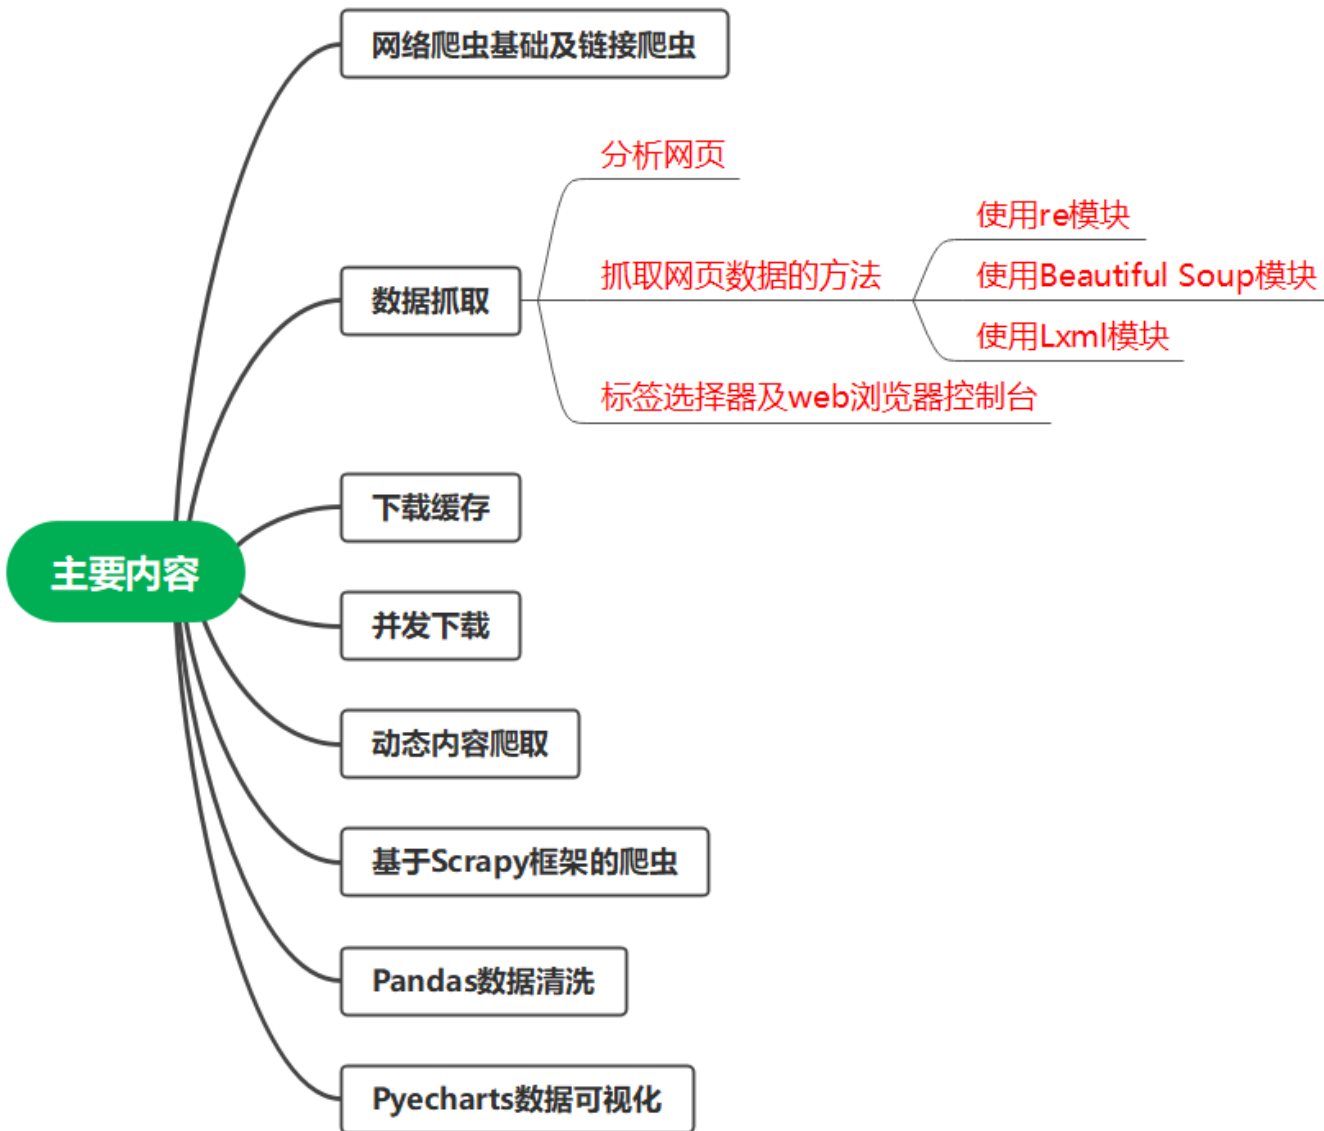 网络爬虫基础及链接爬虫
分析网页
使用re模块
抓取网页数据的方法
使用Beautiful Soup模块
数据抓取
使用Lxml模块
标签选择器及web浏览器控制台
下载缓存
主要内容
并发下载
动态内容爬取
基于Scrapy框架的爬虫
Pandas数据清洗
Pyecharts数据可视化